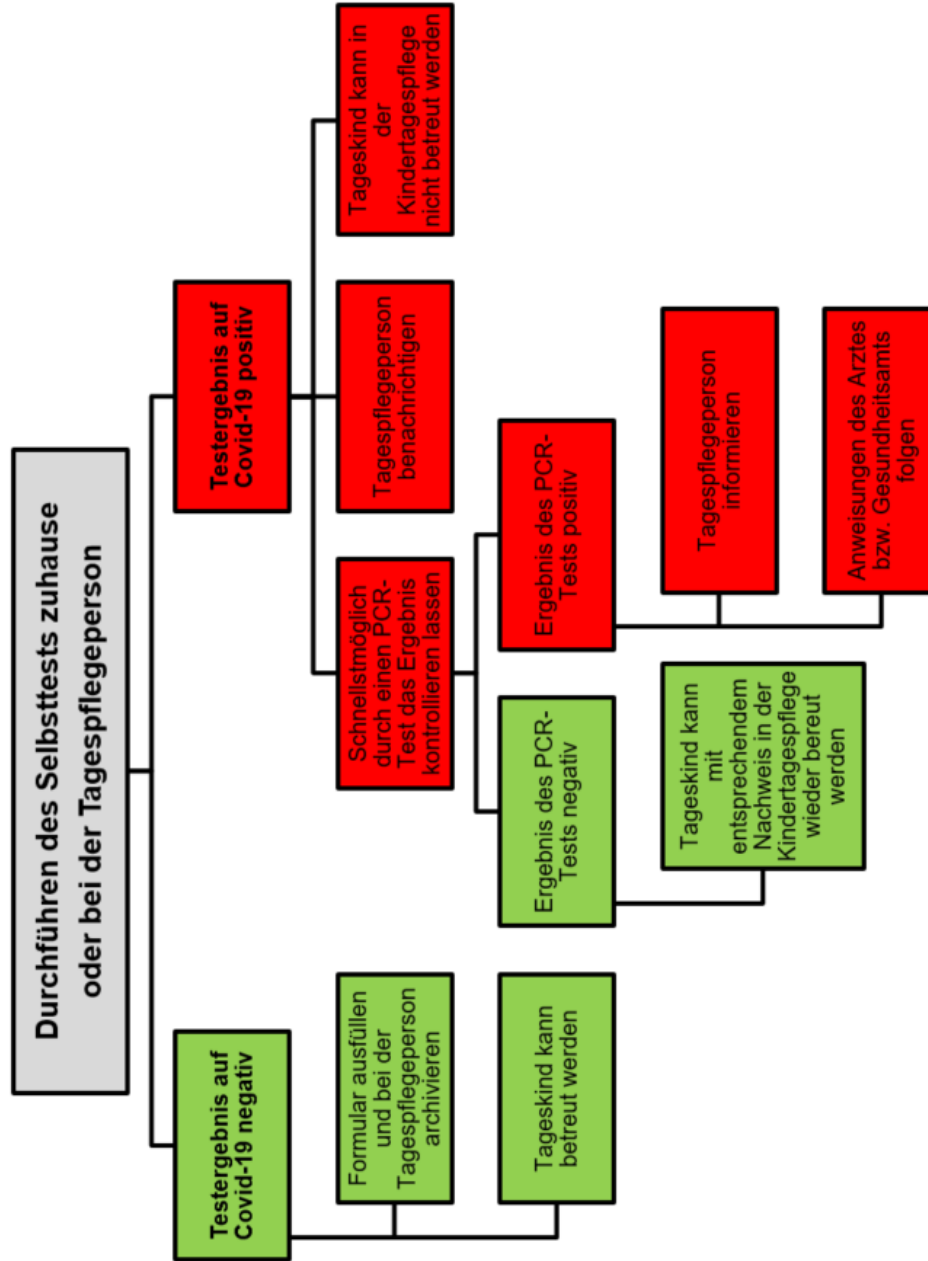 Durchführen des Selbsttests zuhause
oder bei der Tagespflegeperson
Testergebnis auf
Covid-19 negativ
Formular ausfüllen
und bei der
Tagespflegeperson
archivieren
Tageskind kann
betreut werden
Testergebnis auf
Covid-19 positiv
Schnellstmöglich
durch einen PCR-
Test das Ergebnis
kontrollieren lassen
Ergebnis des PCR-
Tests negativ
Tageskind kann
mit
entsprechendem
Nachweis in der
Kindertagespflege
wieder bereut
werden
Ergebnis des PCR-
Tests positiv
Tagespflegeperson
informieren
Anweisungen des Arztes
bzw. Gesundheitsamts
folgen
Tagespflegeperson
benachrichtigen
Tageskind kann in
der
Kindertagespflege
nicht betreut werden